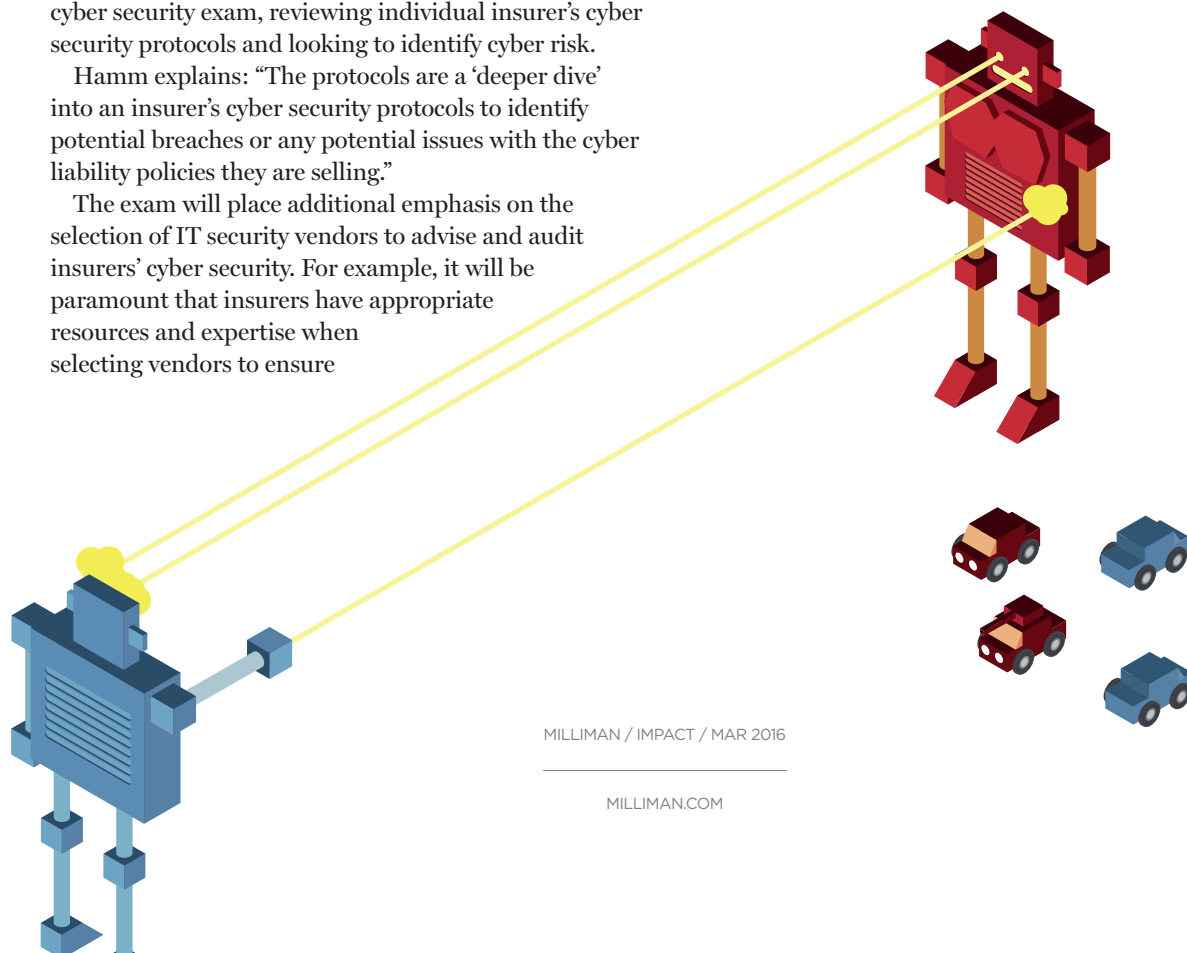 cyber security exam, reviewing individual insurer’s cyber
security protocols and looking to identify cyber risk.
Hamm explains: “The protocols are a ‘deeper dive’
into an insurer’s cyber security protocols to identify
potential breaches or any potential issues with the cyber
liability policies they are selling.”
The exam will place additional emphasis on the
selection of IT security vendors to advise and audit
insurers’ cyber security. For example, it will be
paramount that insurers have appropriate
resources and expertise when
selecting vendors to ensure
MILLIMAN / IMPACT / MAR 2016
MILLIMAN.COM